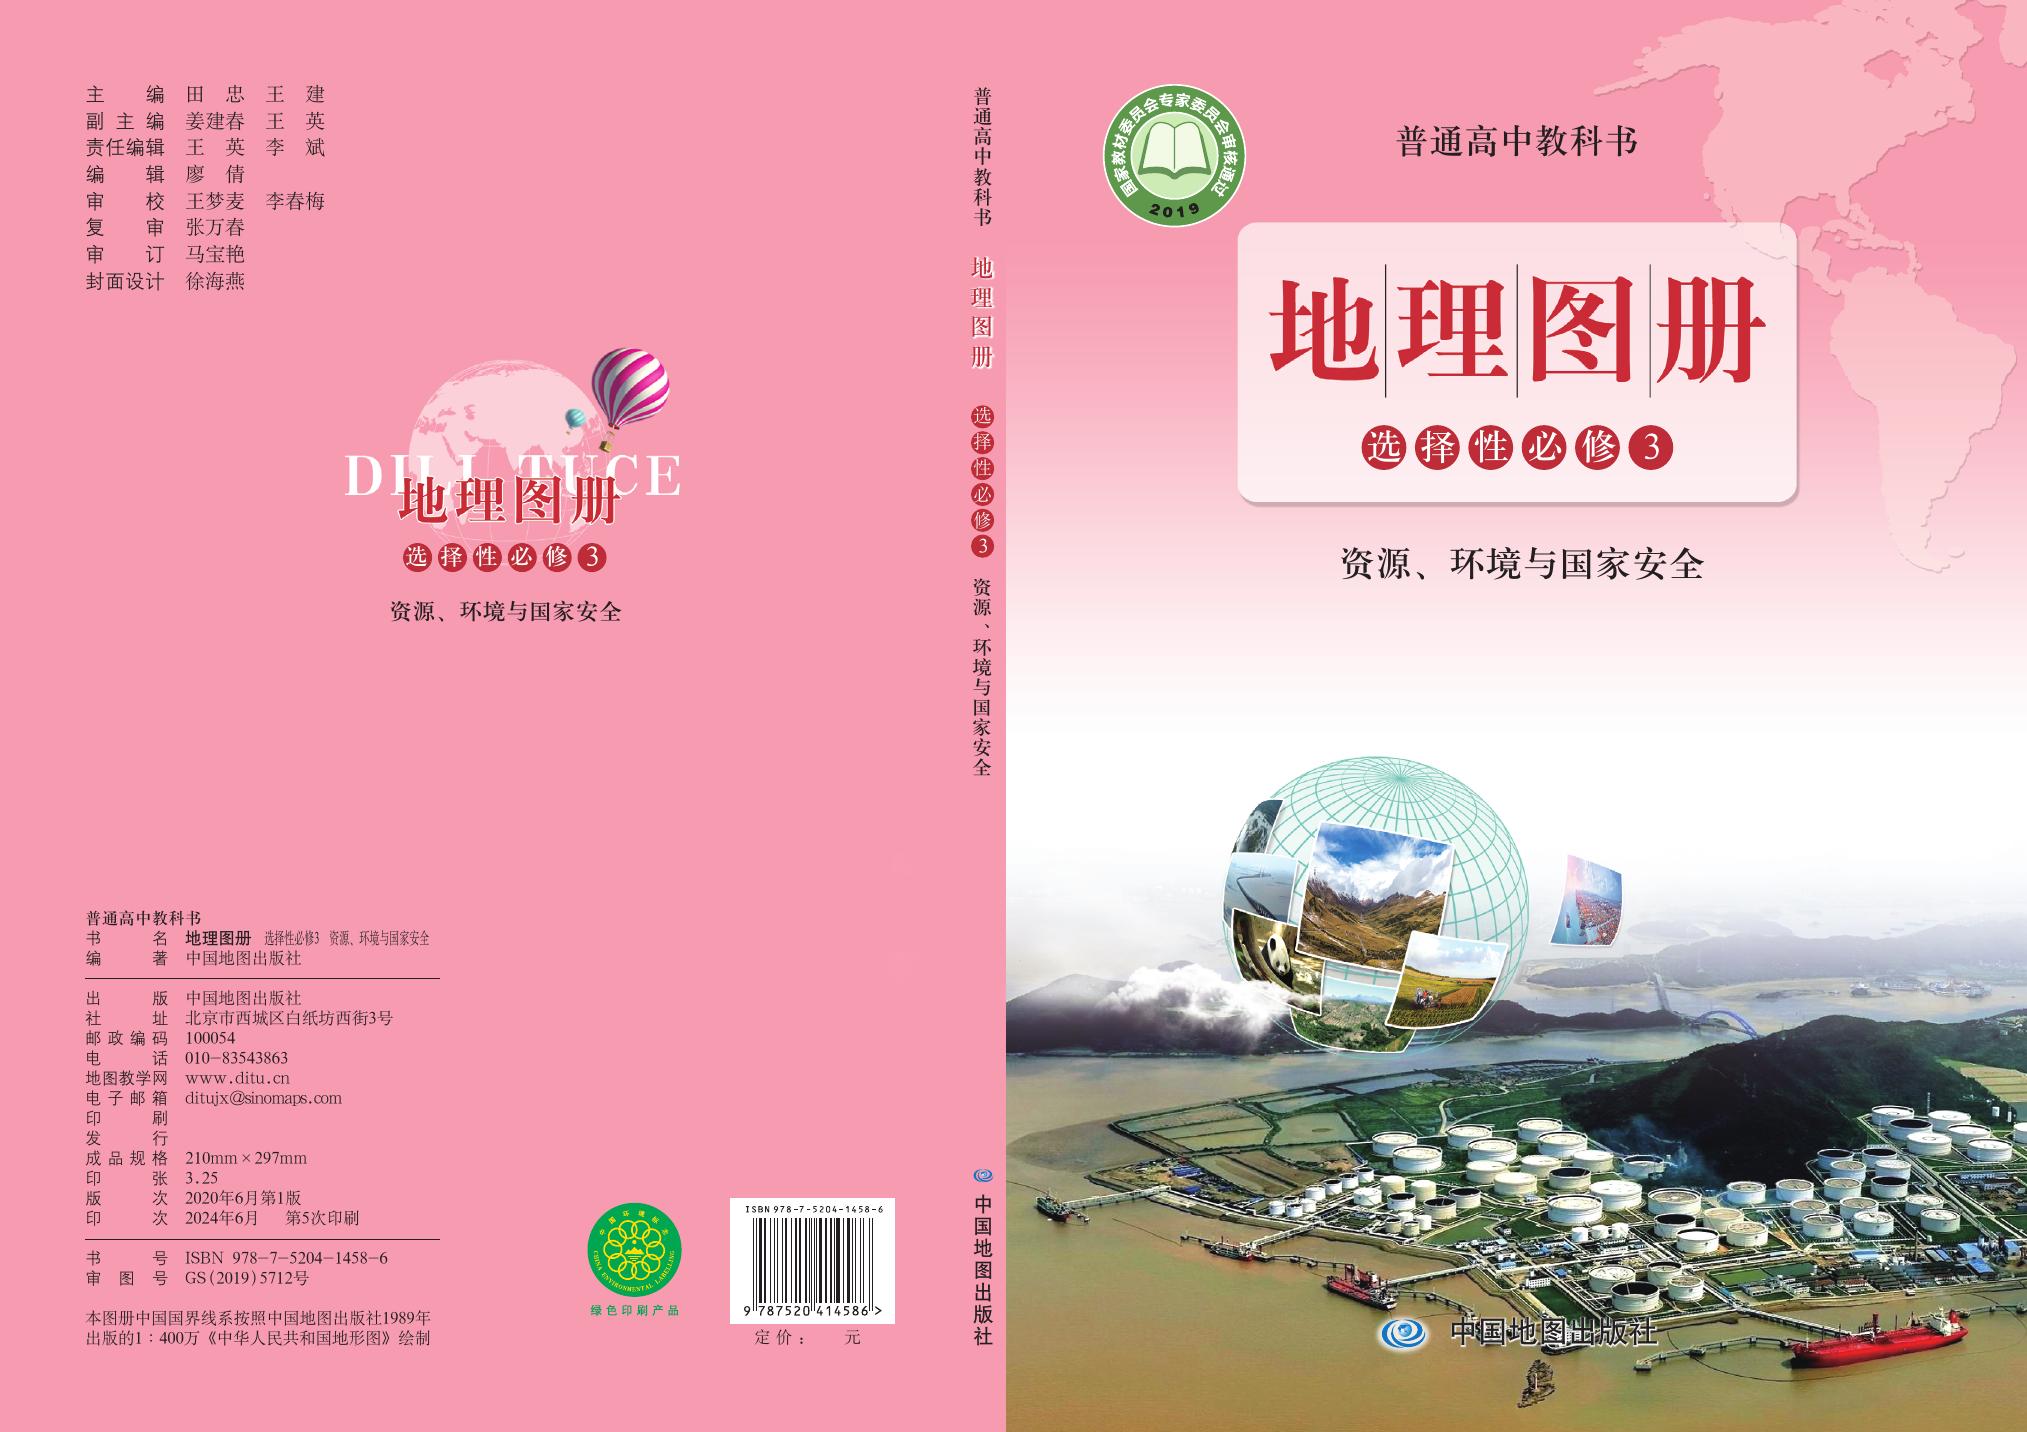 主编 田忠 王建
副主编 姜建春 王英
责任编辑 王英 李斌
编辑 廖倩
审校 王梦麦 李春梅
复审 张万春
审订 马宝艳
封面设计 徐海燕
DILI TUCE
地理图册
选择性必修3
资源、环境与国家安全
普通高中教科书
书名 地理图册 选择性必修3 资源、环境与国家安全
编著 中国地图出版社
出版 中国地图出版社
社址 北京市西城区白纸坊西街3号
邮政编码 100054
电话 010-83543863
地图教学网 www.ditu.cn
电子邮箱 ditujx@sinomaps.com
印刷
发行
成品规格 210mm×297mm
印张 3.25
版次 2020年6月第1版
印次 2024年6月 第5次印刷
书号 ISBN 978-7-5204-1458-6
审图号 GS(2019)5712号
本图册中国国界线系按照中国地图出版社1989年
出版的1:400万《中华人民共和国地形图》绘制
中国环境标志
CHINA ENVIRONMENTAL LABELLING
绿色印刷产品
ISBN 978-7-5204-1458-6
9 787520 414586 >
定价: 元
普通高中教科书 地理图册 选择性必修3 资源、环境与国家安全 中国地图出版社
国家教材委员会专家委员会审核通过
2019
普通高中教科书
地理图册
选择性必修3
资源、环境与国家安全
中国地图出版社